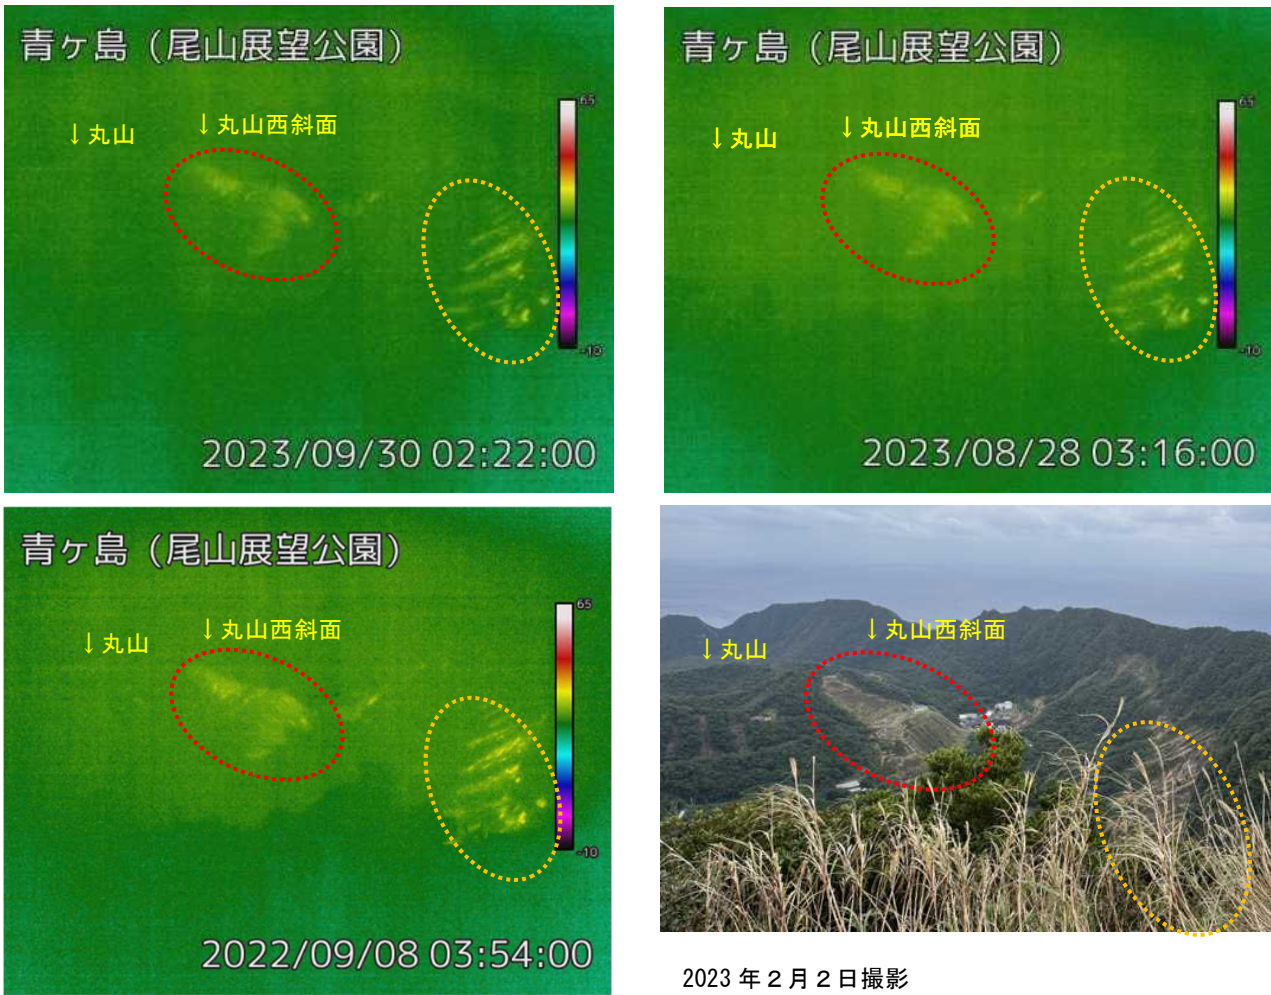 青ヶ島（尾山展望公園）
↓丸山
↓丸山西斜面
65
-10
2023/09/30 02:22:00
青ヶ島（尾山展望公園）
↓丸山
↓丸山西斜面
65
-10
2023/08/28 03:16:00
青ヶ島（尾山展望公園）
↓丸山
↓丸山西斜面
65
-10
2022/09/08 03:54:00
↓丸山
↓丸山西斜面
2023年２月２日撮影